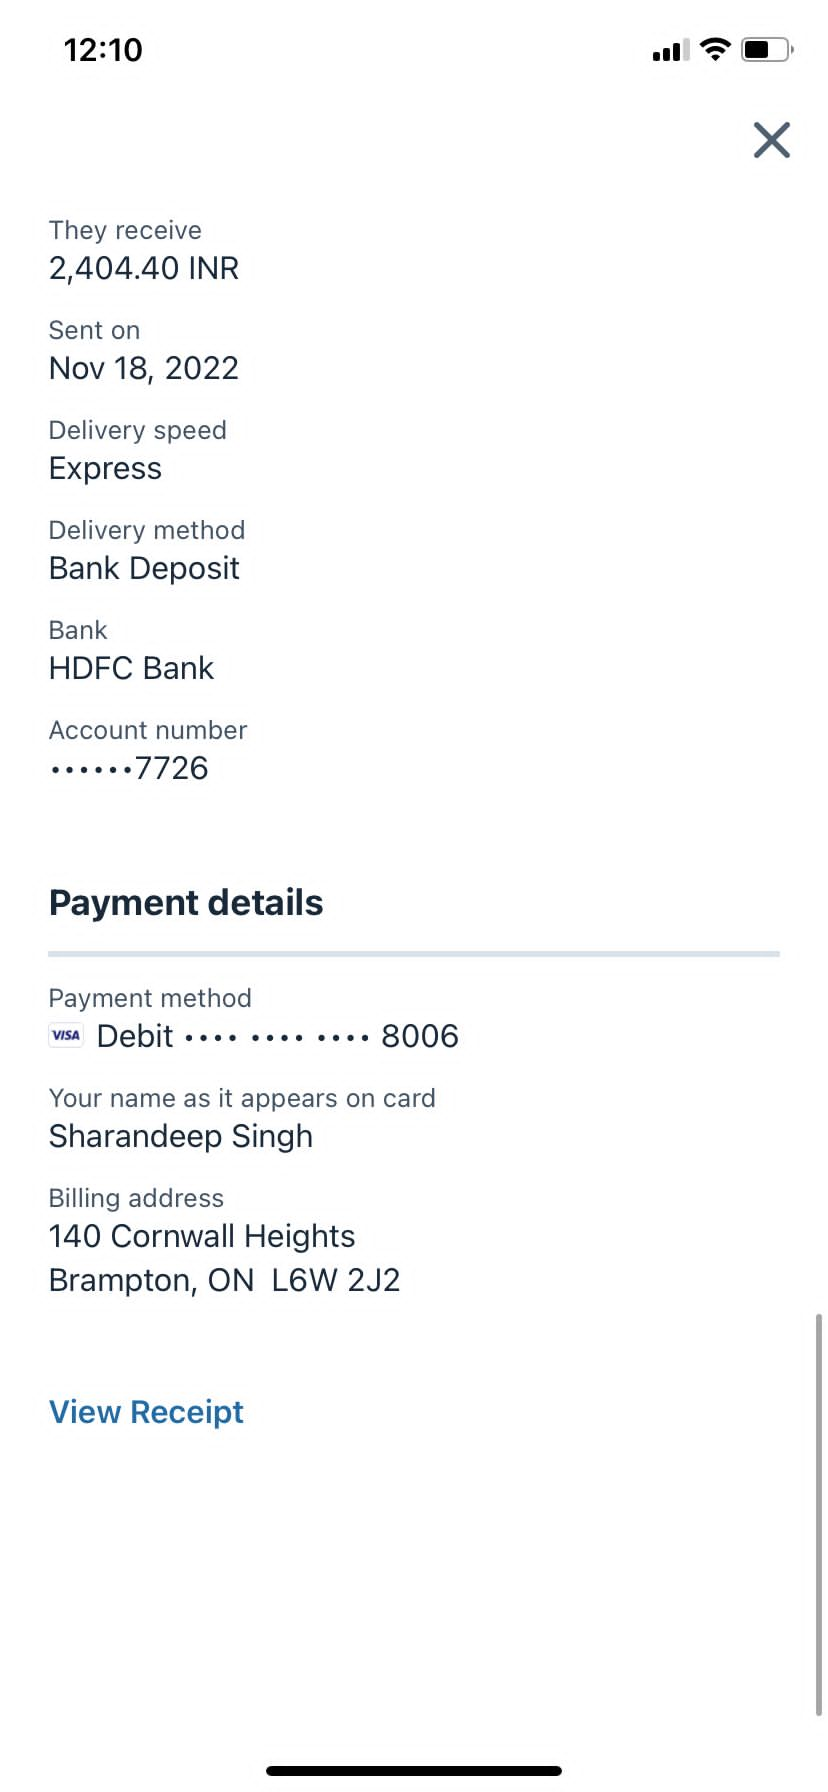 12:10
They receive
2,404.40 INR
Sent on
Nov 18, 2022
Delivery speed
Express
Delivery method
Bank Deposit
Bank
HDFC Bank
Account number
••••••7726
Payment details
Payment method
VISA Debit •••• •••• •••• 8006
Your name as it appears on card
Sharandeep Singh
Billing address
140 Cornwall Heights
Brampton, ON L6W 2J2
View Receipt